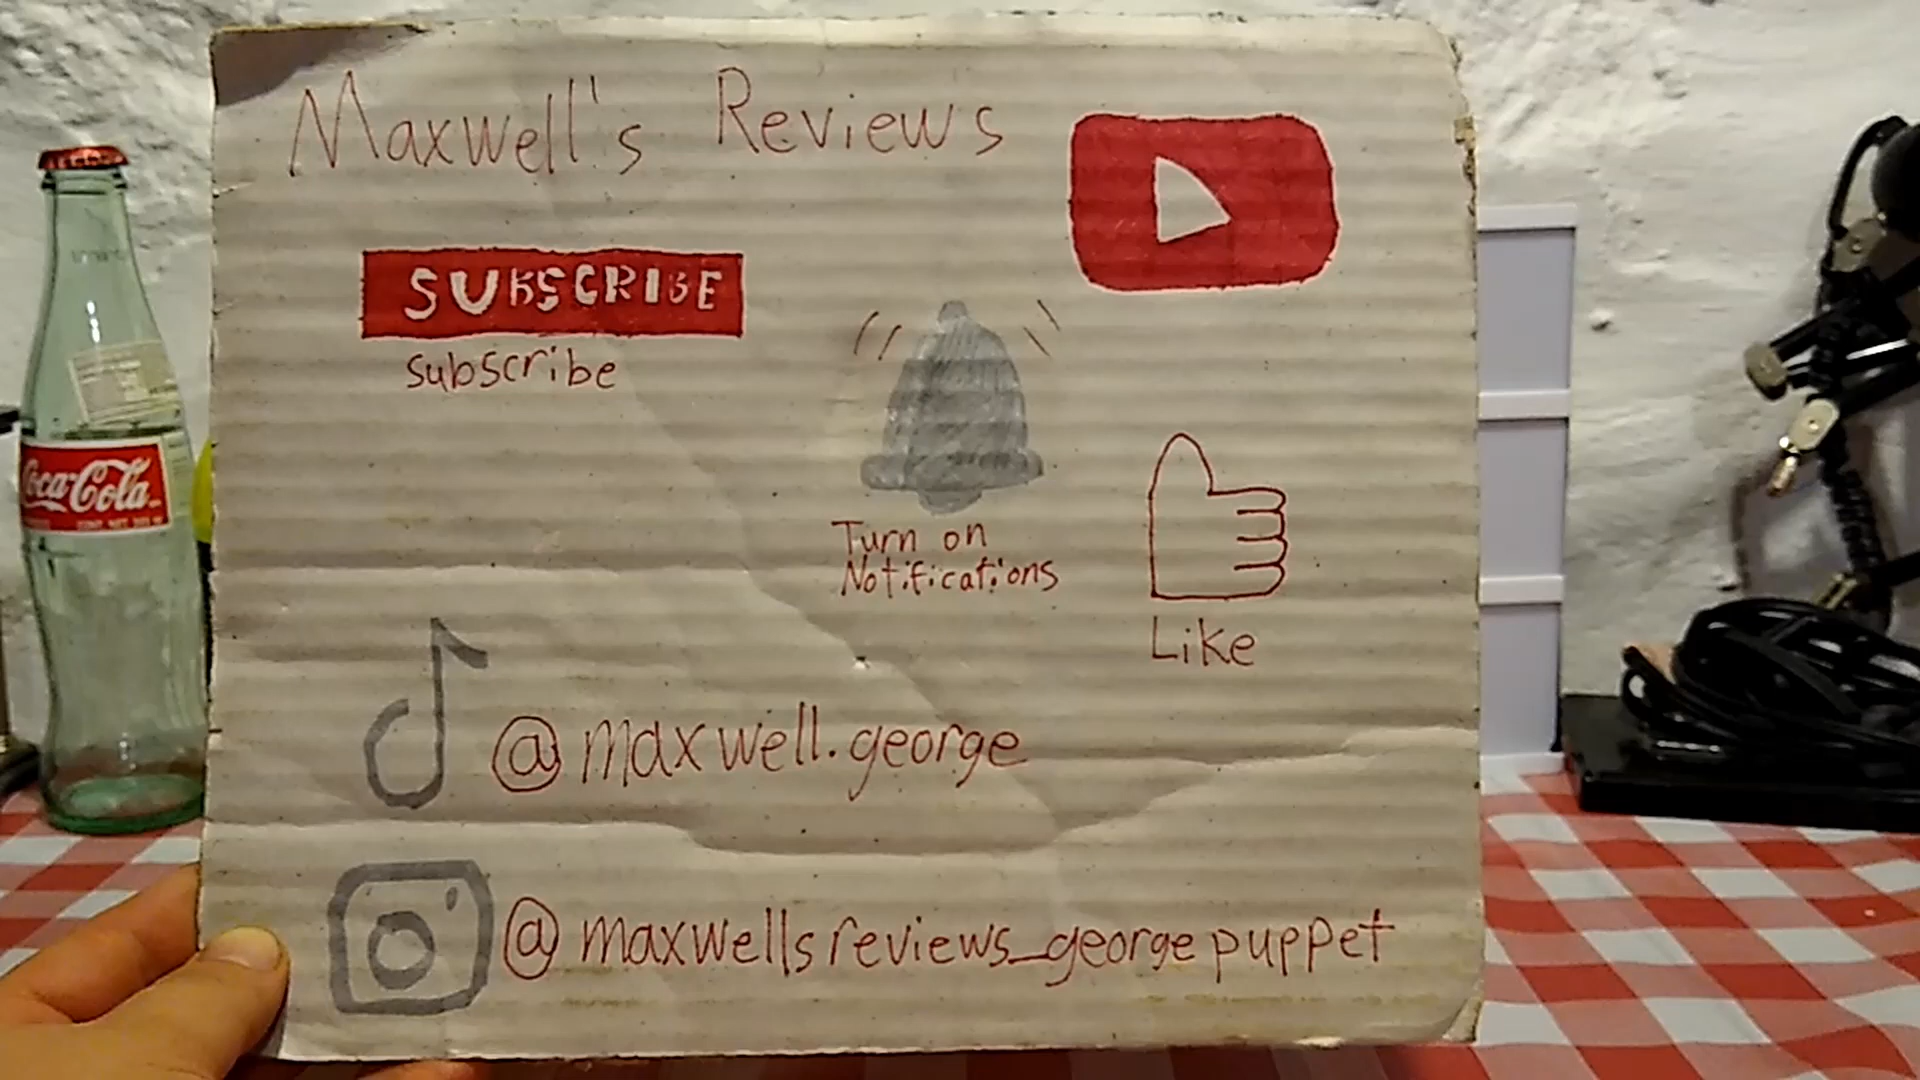 Maxwell's Reviews
SUBSCRIBE
subscribe
Turn on
Notifications
Like
@maxwell.george
@maxwellsreviews_georgepuppet
Coca-Cola